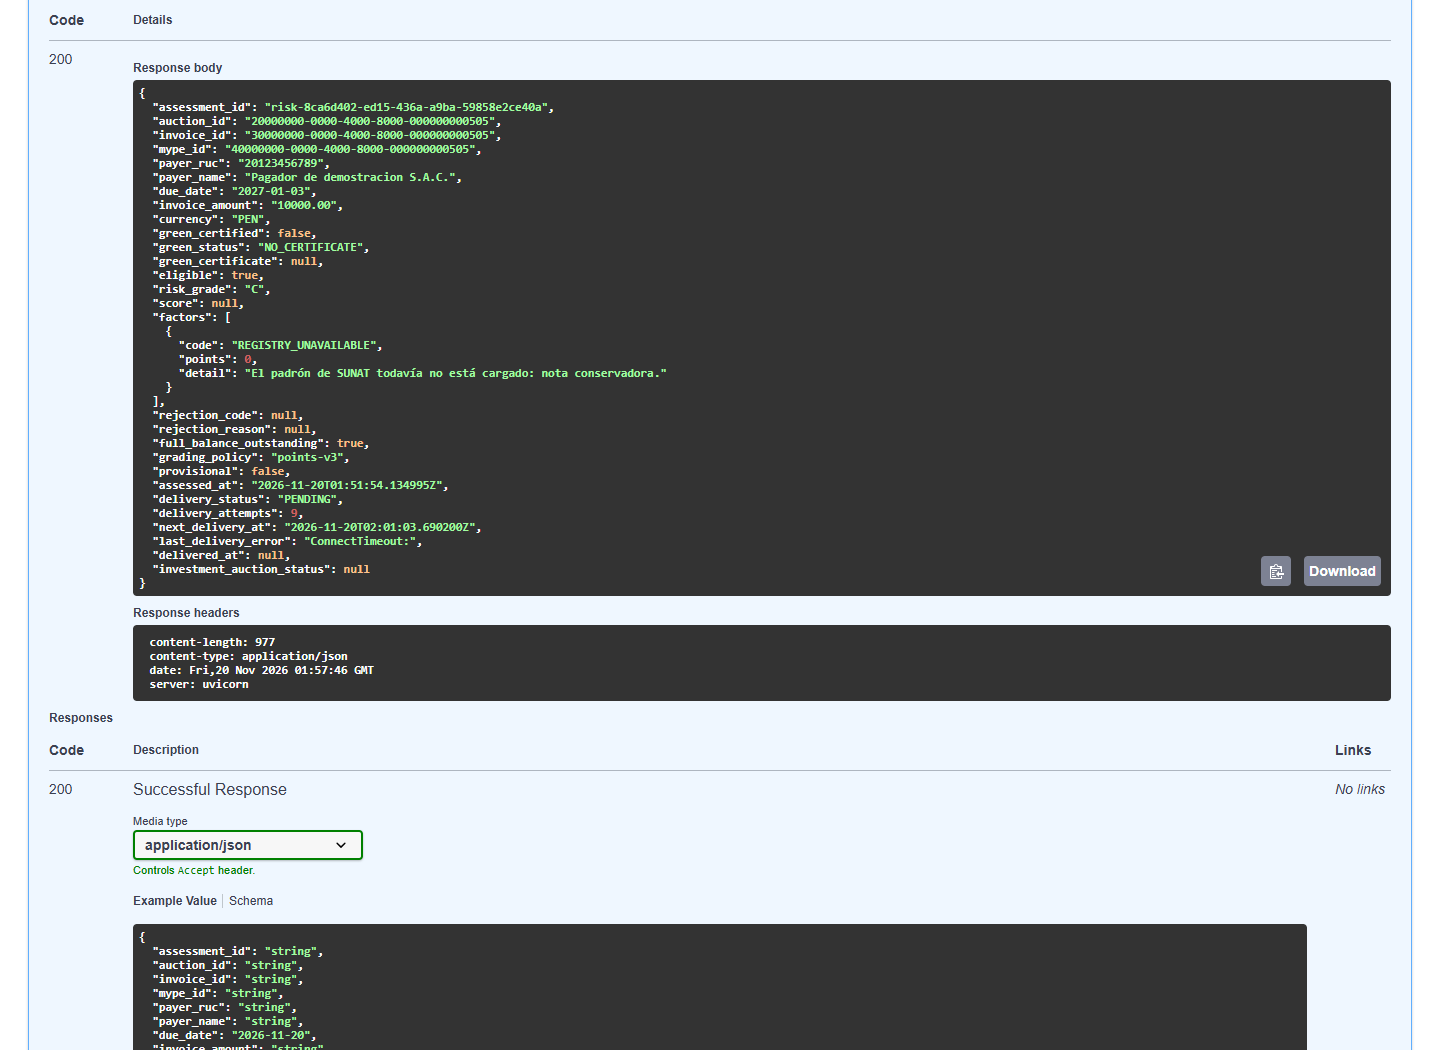 Code Details
200
Response body
{
"assessment_id": "risk-8ca6d402-ed15-436a-a9ba-59858e2ce40a",
"auction_id": "20000000-0000-4000-8000-000000000505",
"invoice_id": "30000000-0000-4000-8000-000000000505",
"mype_id": "40000000-0000-4000-8000-000000000505",
"payer_ruc": "20123456789",
"payer_name": "Pagador de demostracion S.A.C.",
"due_date": "2027-01-03",
"invoice_amount": "10000.00",
"currency": "PEN",
"green_certified": false,
"green_status": "NO_CERTIFICATE",
"green_certificate": null,
"eligible": true,
"risk_grade": "C",
"score": null,
"factors": [
{
"code": "REGISTRY_UNAVAILABLE",
"points": 0,
"detail": "El padrón de SUNAT todavía no está cargado: nota conservadora."
}
],
"rejection_code": null,
"rejection_reason": null,
"full_balance_outstanding": true,
"grading_policy": "points-v3",
"provisional": false,
"assessed_at": "2026-11-20T01:51:54.134995Z",
"delivery_status": "PENDING",
"delivery_attempts": 9,
"next_delivery_at": "2026-11-20T02:01:03.690200Z",
"last_delivery_error": "ConnectTimeout:",
"delivered_at": null,
"investment_auction_status": null
}
Download
Response headers
content-length: 977
content-type: application/json
date: Fri,20 Nov 2026 01:57:46 GMT
server: uvicorn
Responses
Code Description Links
200 Successful Response No links
Media type
application/json
Controls Accept header.
Example Value Schema
{
"assessment_id": "string",
"auction_id": "string",
"invoice_id": "string",
"mype_id": "string",
"payer_ruc": "string",
"payer_name": "string",
"due_date": "2026-11-20",
"invoice_amount": "string"